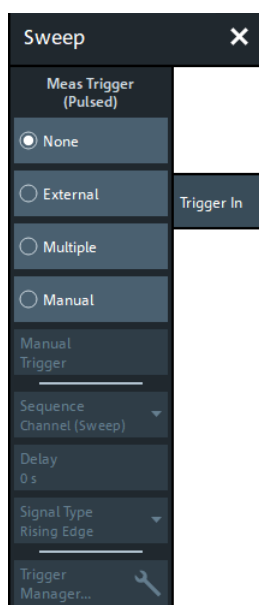 Sweep
Meas Trigger
(Pulsed)
None
External
Trigger In
Multiple
Manual
Manual
Trigger
Sequence
Channel (Sweep)
Delay
0 s
Signal Type
Rising Edge
Trigger
Manager...